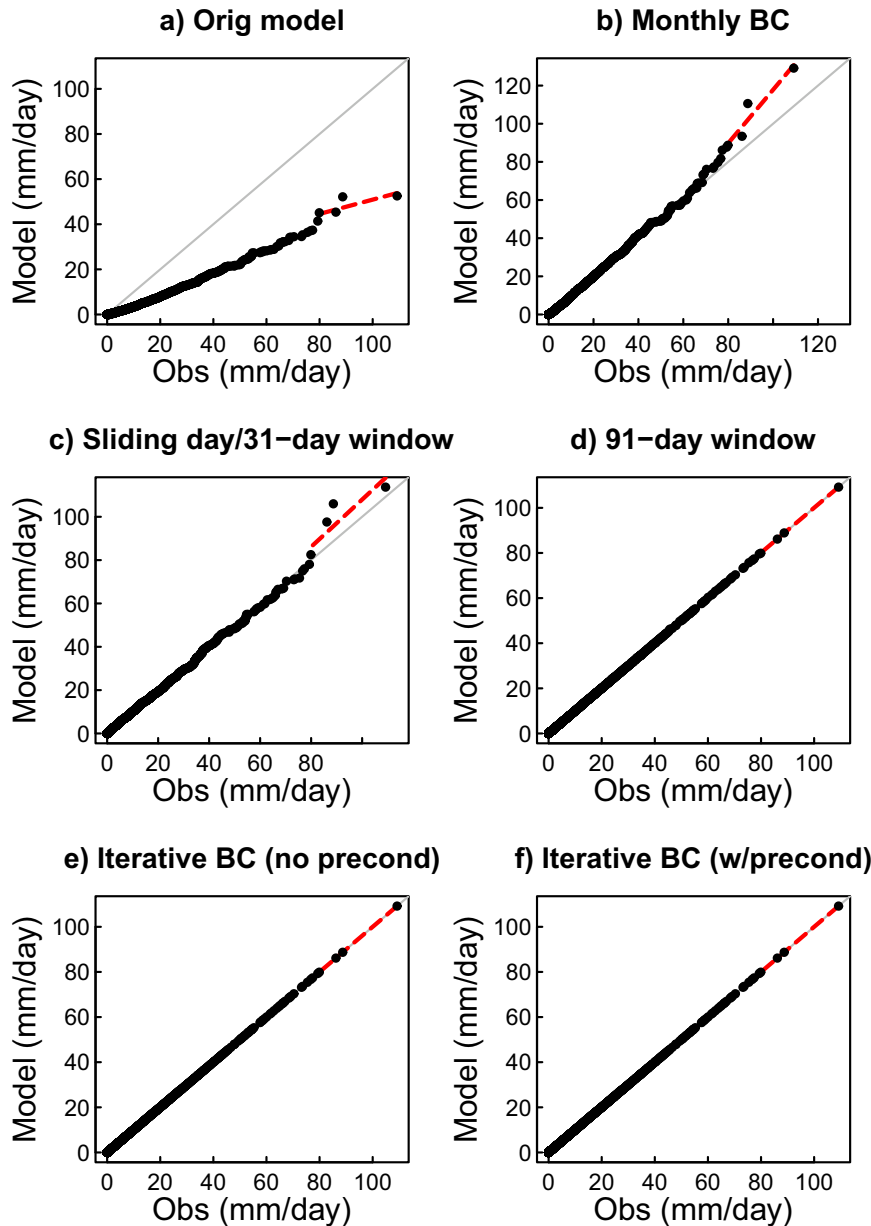 a) Orig model
b) Monthly BC
Model (mm/day)
100
80
60
40
20
0
0 20 40 60 80 100
Obs (mm/day)
Model (mm/day)
120
100
80
60
40
20
0
0 20 40 60 80 120
Obs (mm/day)
c) Sliding day/31−day window
d) 91−day window
Model (mm/day)
100
80
60
40
20
0
0 20 40 60 80
Obs (mm/day)
Model (mm/day)
100
80
60
40
20
0
0 20 40 60 80 100
Obs (mm/day)
e) Iterative BC (no precond)
f) Iterative BC (w/precond)
Model (mm/day)
100
80
60
40
20
0
0 20 40 60 80 100
Obs (mm/day)
Model (mm/day)
100
80
60
40
20
0
0 20 40 60 80 100
Obs (mm/day)